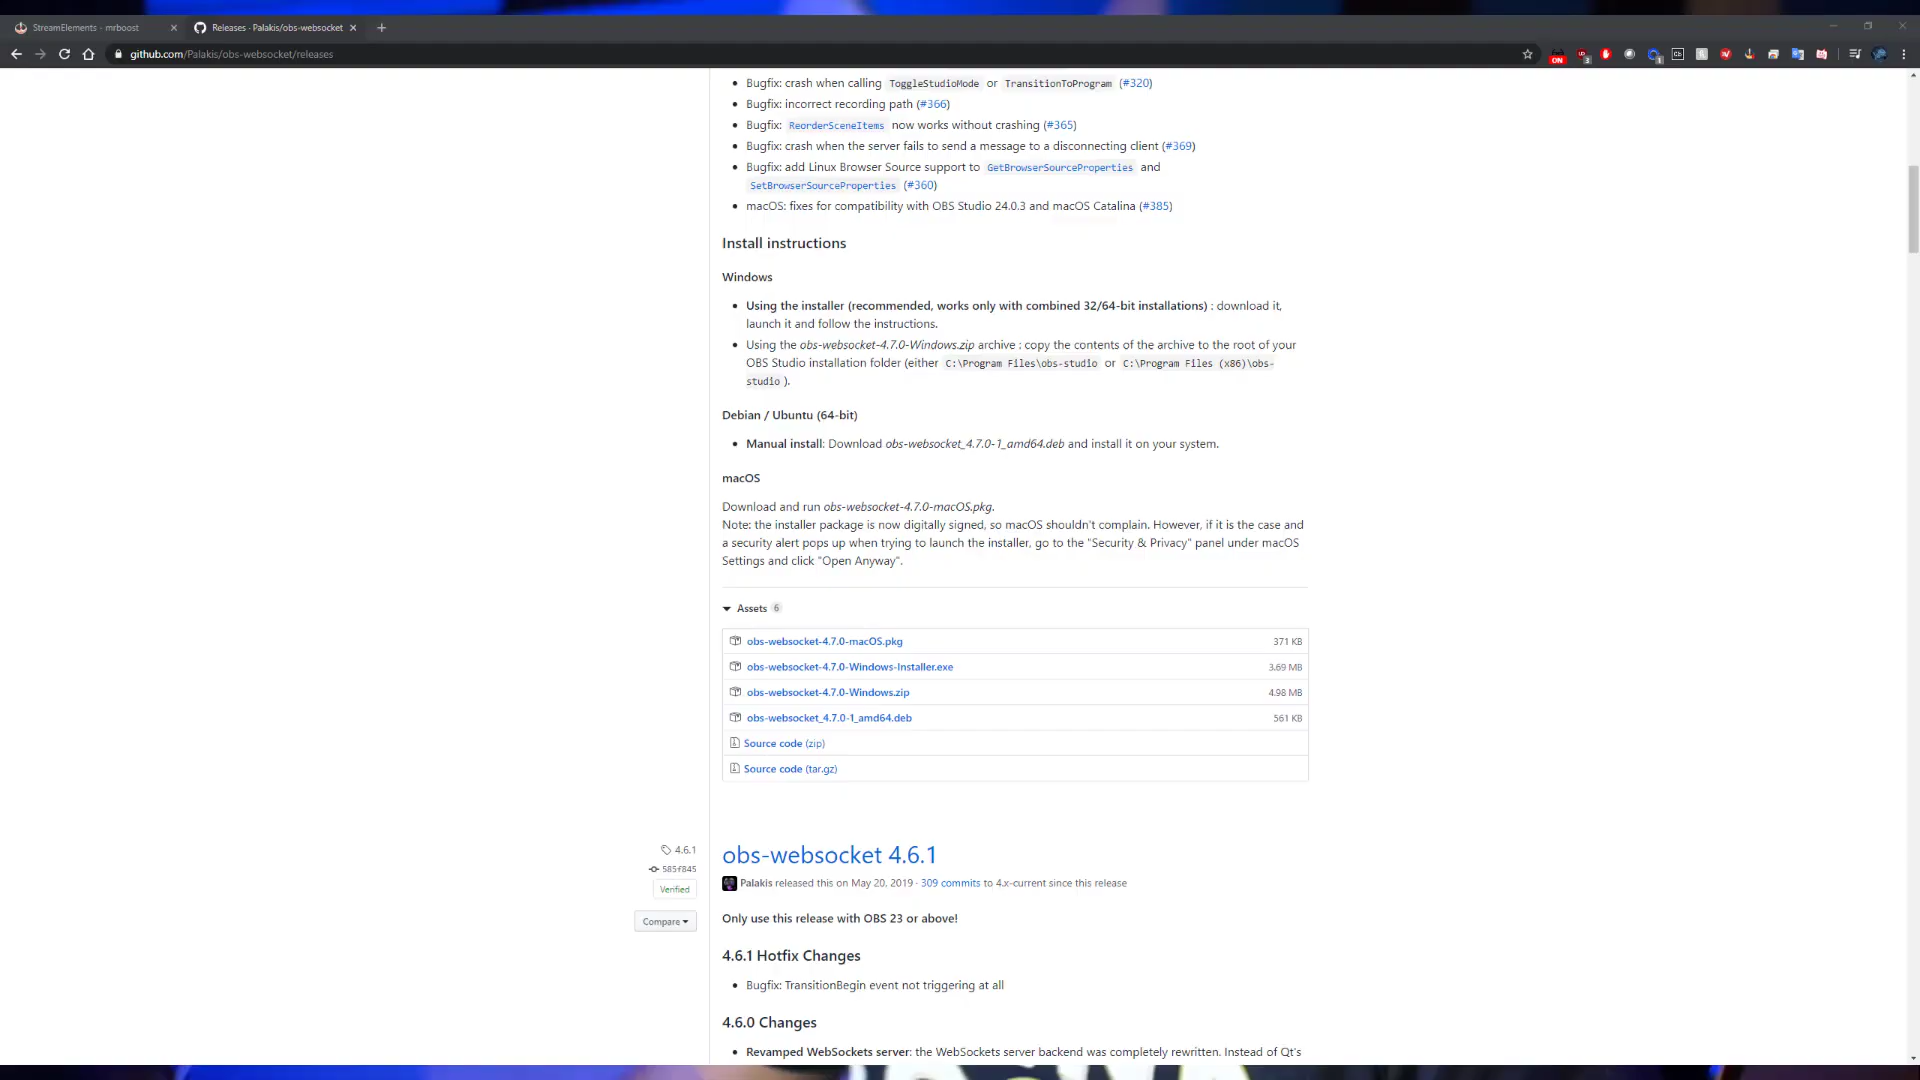 StreamElements - mrboost
Releases · Palakis/obs-websocket
github.com/Palakis/obs-websocket/releases
ON
Bugfix: crash when calling ToggleStudioMode or TransitionToProgram (#320)
Bugfix: incorrect recording path (#366)
Bugfix: ReorderSceneItems now works without crashing (#365)
Bugfix: crash when the server fails to send a message to a disconnecting client (#369)
Bugfix: add Linux Browser Source support to GetBrowserSourceProperties and
SetBrowserSourceProperties (#360)
macOS: fixes for compatibility with OBS Studio 24.0.3 and macOS Catalina (#385)
Install instructions
Windows
Using the installer (recommended, works only with combined 32/64-bit installations) : download it,
launch it and follow the instructions.
Using the obs-websocket-4.7.0-Windows.zip archive : copy the contents of the archive to the root of your
OBS Studio installation folder (either C:\Program Files\obs-studio or C:\Program Files (x86)\obs-
studio ).
Debian / Ubuntu (64-bit)
Manual install: Download obs-websocket_4.7.0-1_amd64.deb and install it on your system.
macOS
Download and run obs-websocket-4.7.0-macOS.pkg.
Note: the installer package is now digitally signed, so macOS shouldn't complain. However, if it is the case and
a security alert pops up when trying to launch the installer, go to the "Security & Privacy" panel under macOS
Settings and click "Open Anyway".
Assets 6
obs-websocket-4.7.0-macOS.pkg 371 KB
obs-websocket-4.7.0-Windows-Installer.exe 3.69 MB
obs-websocket-4.7.0-Windows.zip 4.98 MB
obs-websocket_4.7.0-1_amd64.deb 561 KB
Source code (zip)
Source code (tar.gz)
4.6.1
585f845
Verified
Compare
obs-websocket 4.6.1
Palakis released this on May 20, 2019 · 309 commits to 4.x-current since this release
Only use this release with OBS 23 or above!
4.6.1 Hotfix Changes
Bugfix: TransitionBegin event not triggering at all
4.6.0 Changes
Revamped WebSockets server: the WebSockets server backend was completely rewritten. Instead of Qt's